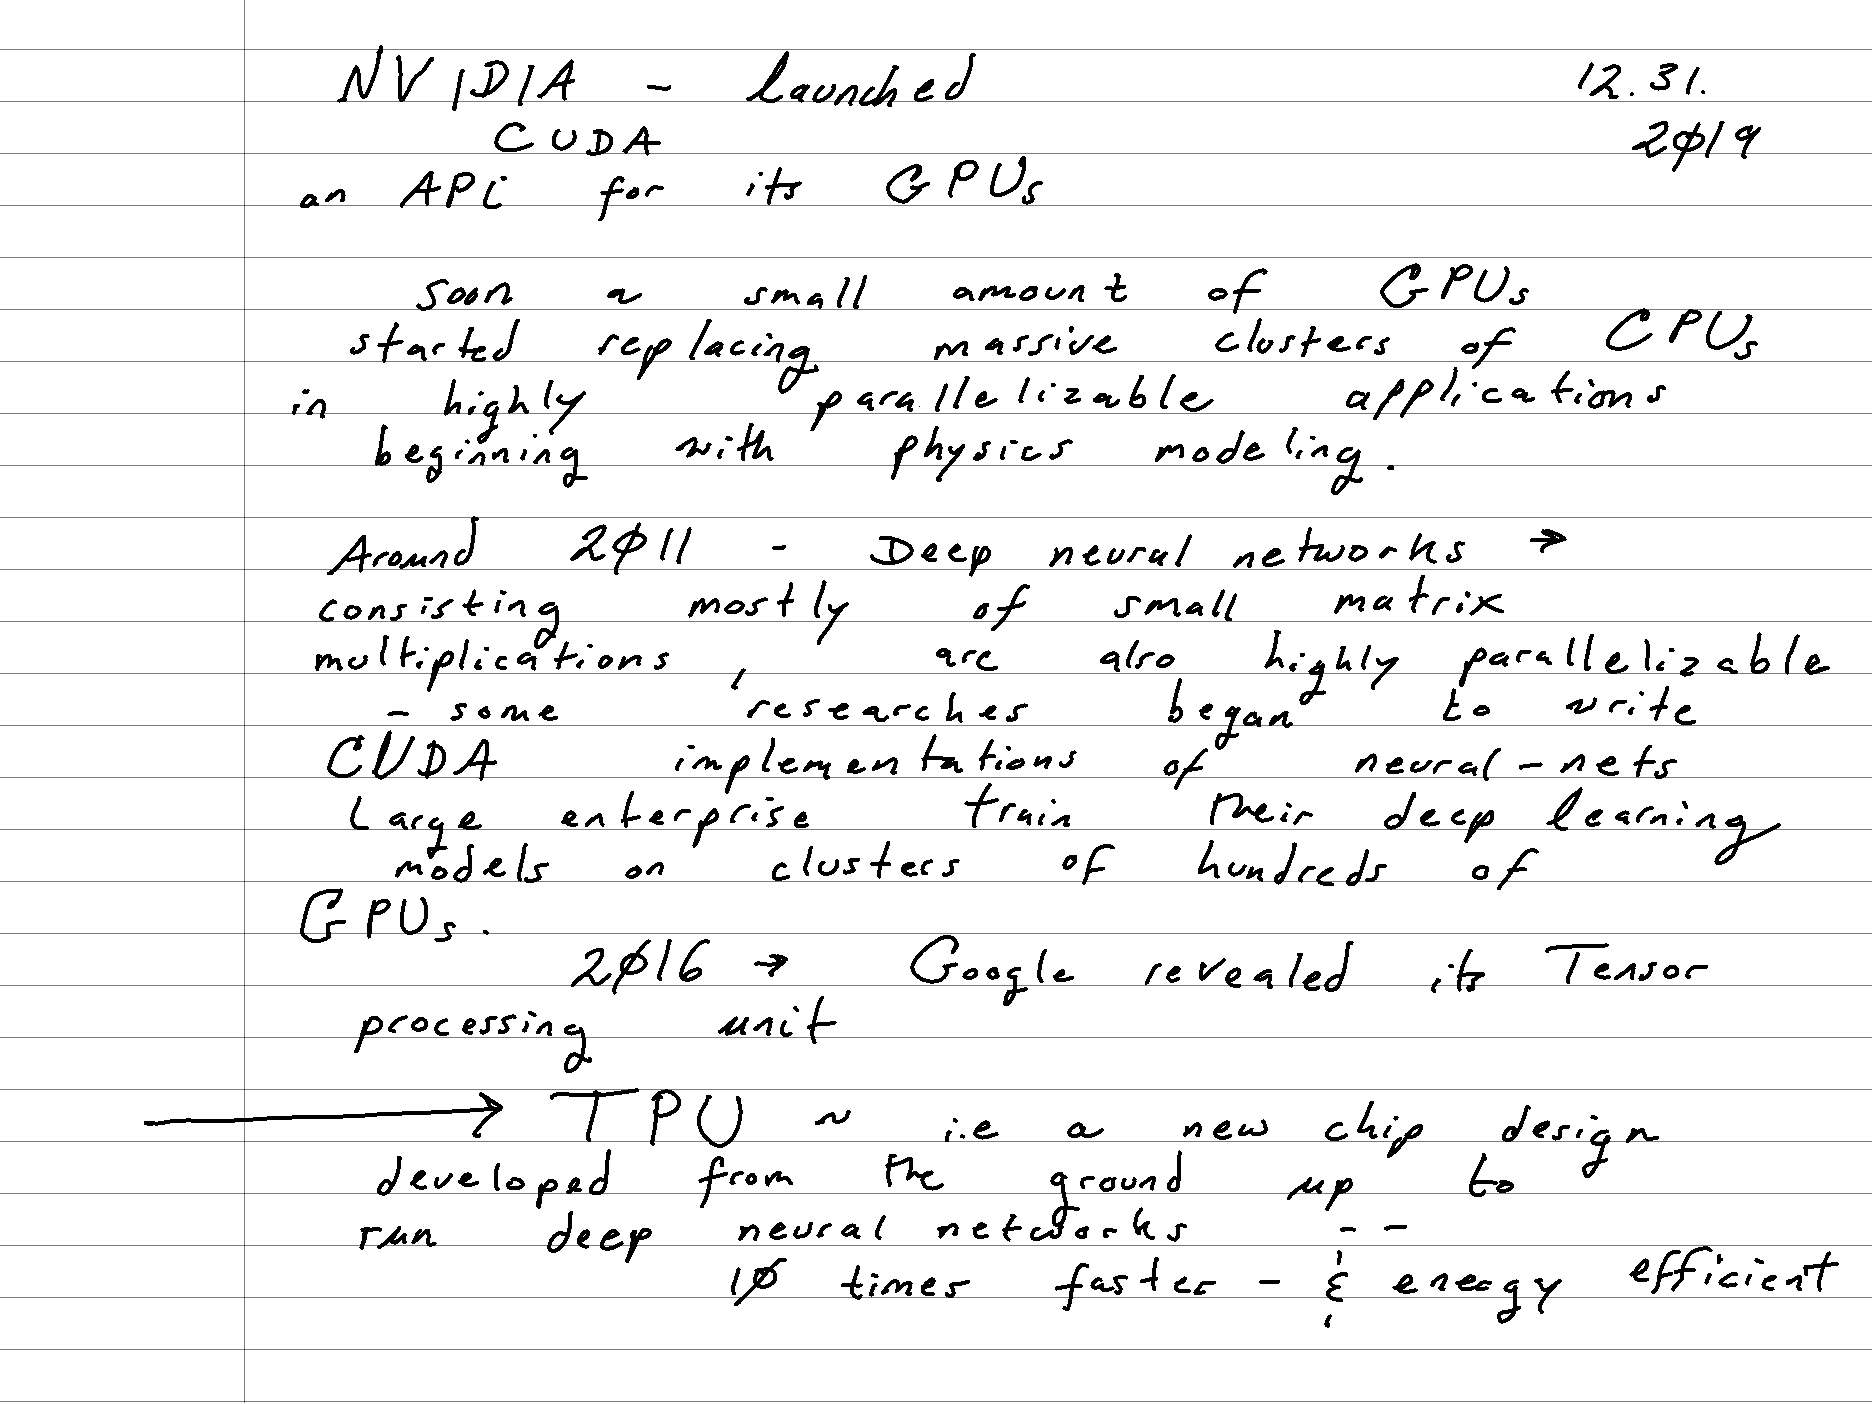 NVIDIA - launched
12.31.
CUDA
2019
an APi for its GPUs
soon a small amount of GPUs
started replacing massive clusters of CPUs
in highly parallelizable applications
beginning with physics modeling.
Around 2011 - Deep neural networks →
consisting mostly of small matrix
multiplications, are also highly parallelizable
- some researches began to write
CUDA implementations of neural-nets
Large enterprise train their deep learning
models on clusters of hundreds of
GPUs.
2016 → Google revealed its Tensor
processing unit
→ TPU ~ i.e a new chip design
developed from the ground up to
run deep neural networks - -
10 times faster - & energy efficient